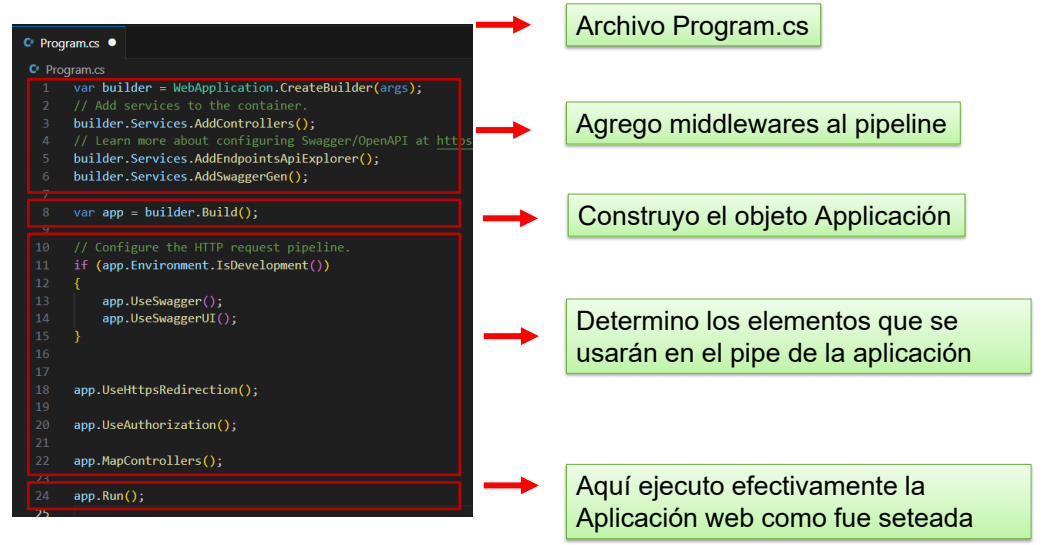 Program.cs
Program.cs
1 var builder = WebApplication.CreateBuilder(args);
2 // Add services to the container.
3 builder.Services.AddControllers();
4 // Learn more about configuring Swagger/OpenAPI at https
5 builder.Services.AddEndpointsApiExplorer();
6 builder.Services.AddSwaggerGen();
7
8 var app = builder.Build();
9
10 // Configure the HTTP request pipeline.
11 if (app.Environment.IsDevelopment())
12 {
13 app.UseSwagger();
14 app.UseSwaggerUI();
15 }
16
17
18 app.UseHttpsRedirection();
19
20 app.UseAuthorization();
21
22 app.MapControllers();
23
24 app.Run();
25
Archivo Program.cs
Agrego middlewares al pipeline
Construyo el objeto Applicación
Determino los elementos que se
usarán en el pipe de la aplicación
Aquí ejecuto efectivamente la
Aplicación web como fue seteada